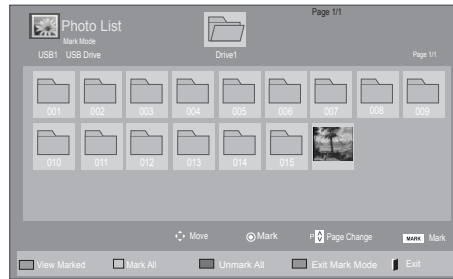 Page 1/1
Photo List
Mark Mode
USB1 USB Drive Drive1 Page 1/1
001 002 003 004 005 006 007 008 009
010 011 012 013 014 015
Move Mark P Page Change MARK Mark
View Marked Mark All Unmark All Exit Mark Mode Exit